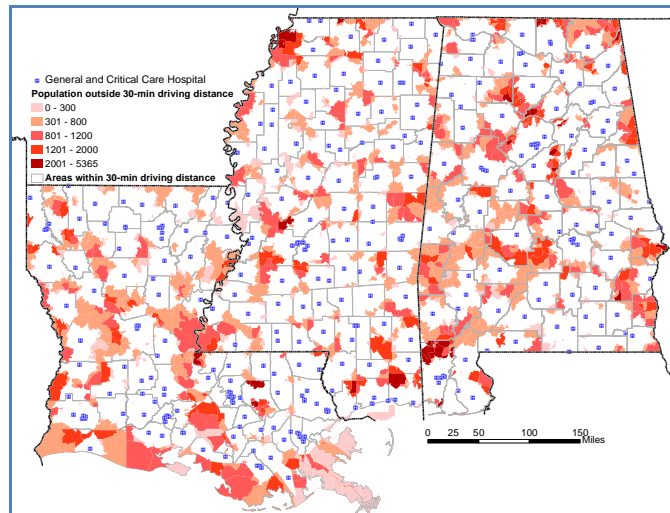 General and Critical Care Hospital
Population outside 30-min driving distance
0 - 300
301 - 800
801 - 1200
1201 - 2000
2001 - 5365
Areas within 30-min driving distance
0 25 50 100 150
Miles